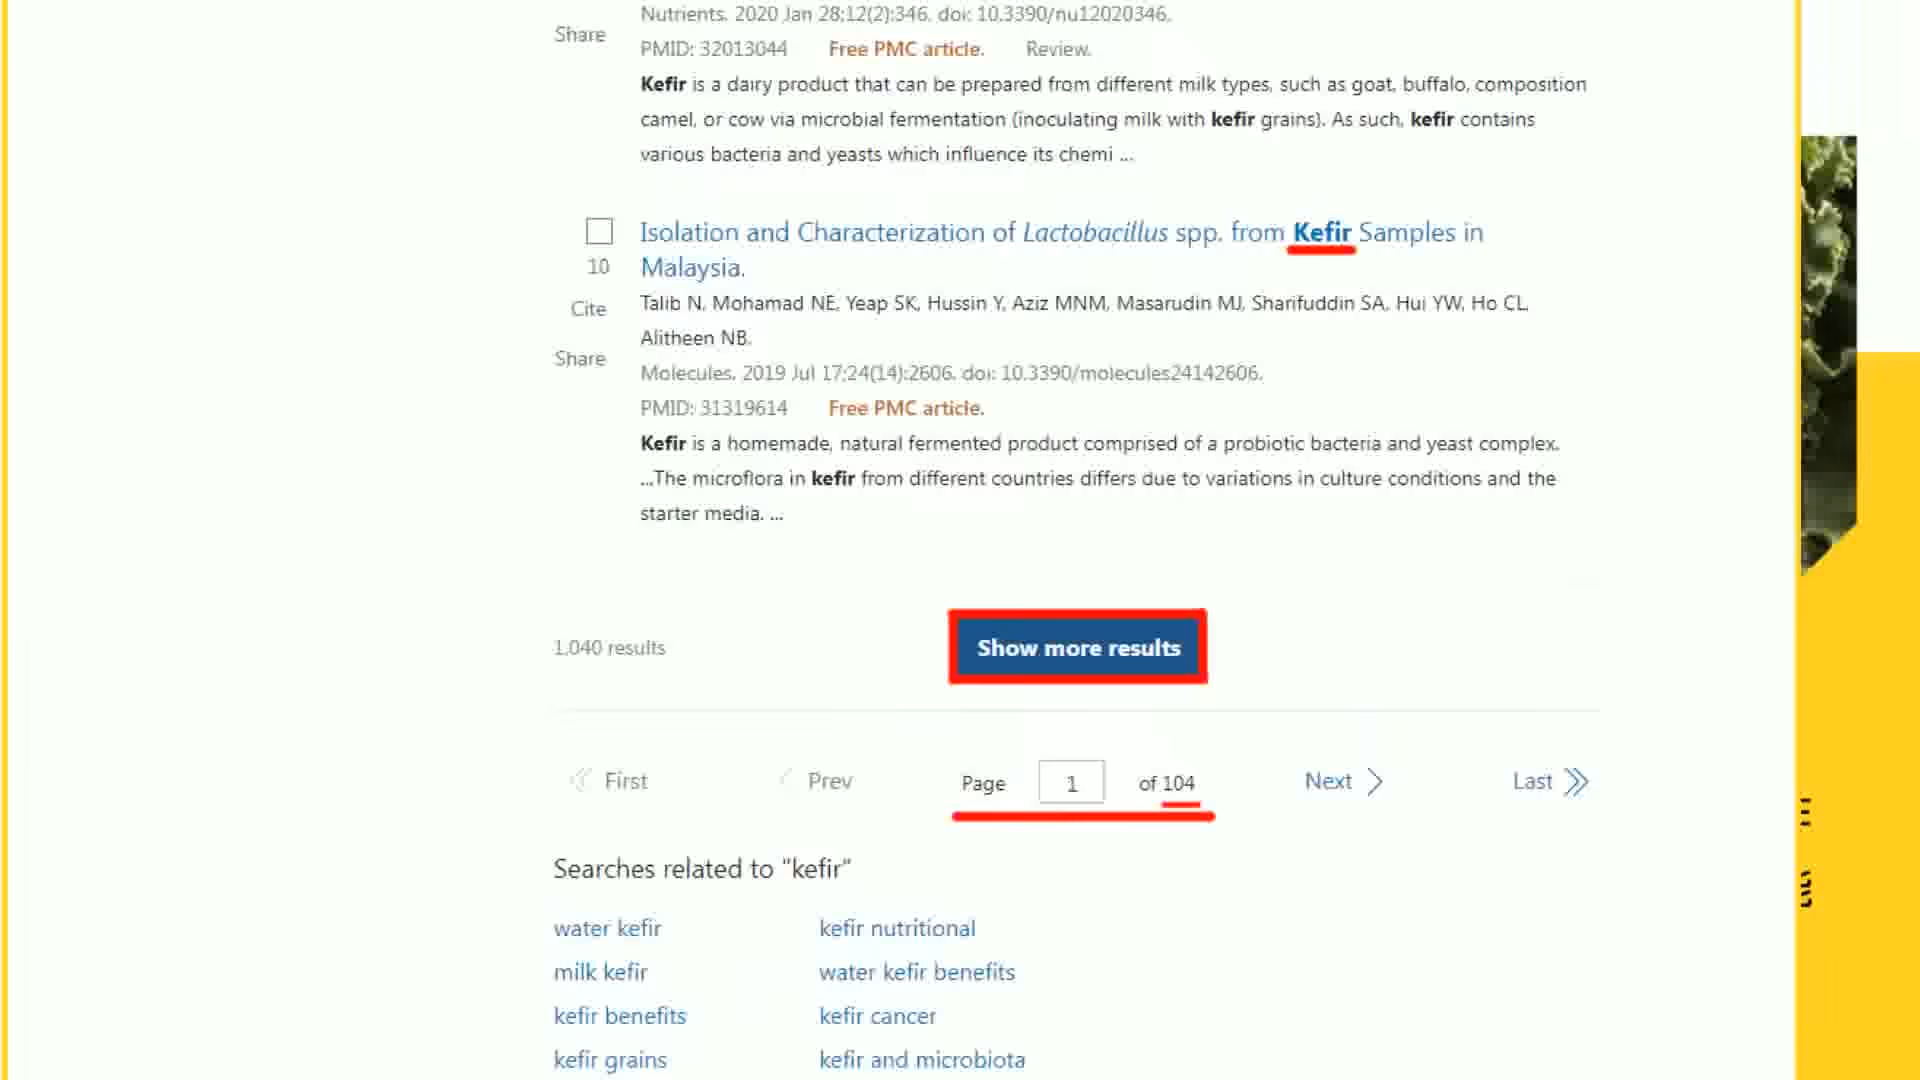 Nutrients. 2020 Jan 28;12(2):346. doi: 10.3390/nu12020346.
Share
PMID: 32013044 Free PMC article. Review.
Kefir is a dairy product that can be prepared from different milk types, such as goat, buffalo, composition
camel, or cow via microbial fermentation (inoculating milk with kefir grains). As such, kefir contains
various bacteria and yeasts which influence its chemi ...
Isolation and Characterization of Lactobacillus spp. from Kefir Samples in
10 Malaysia.
Cite Talib N, Mohamad NE, Yeap SK, Hussin Y, Aziz MNM, Masarudin MJ, Sharifuddin SA, Hui YW, Ho CL,
Alitheen NB.
Share
Molecules. 2019 Jul 17;24(14):2606. doi: 10.3390/molecules24142606.
PMID: 31319614 Free PMC article.
Kefir is a homemade, natural fermented product comprised of a probiotic bacteria and yeast complex.
...The microflora in kefir from different countries differs due to variations in culture conditions and the
starter media. ...
1,040 results Show more results
First Prev Page 1 of 104 Next Last
Searches related to "kefir"
water kefir kefir nutritional
milk kefir water kefir benefits
kefir benefits kefir cancer
kefir grains kefir and microbiota